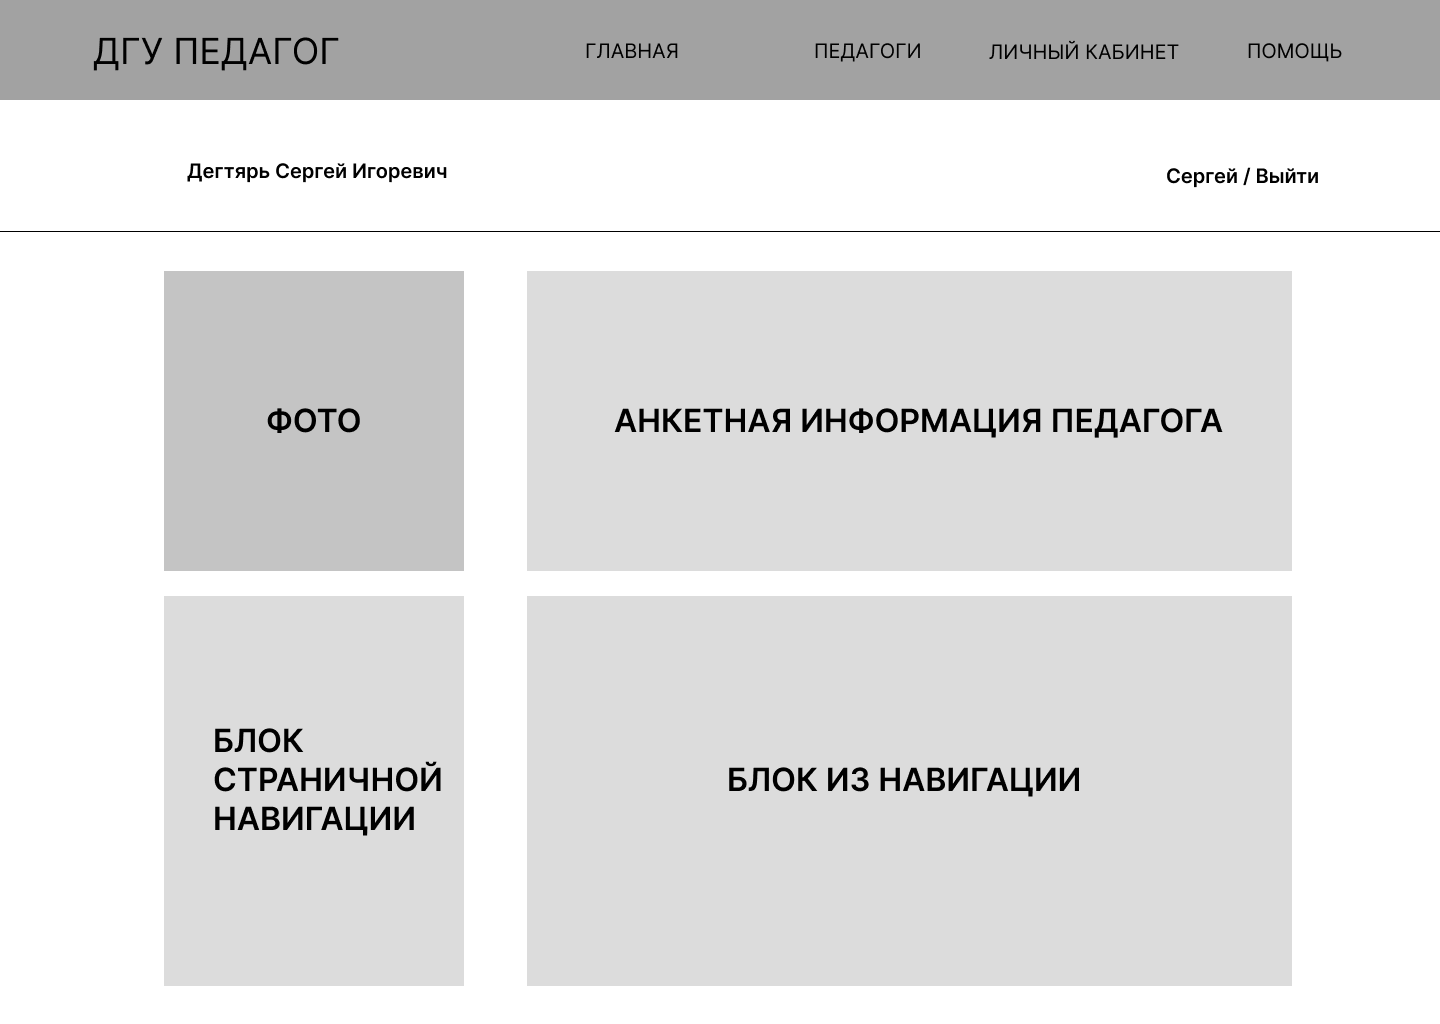 ДГУ ПЕДАГОГ
ГЛАВНАЯ
ПЕДАГОГИ
ЛИЧНЫЙ КАБИНЕТ
ПОМОЩЬ
Дегтярь Сергей Игоревич
Сергей / Выйти
ФОТО
АНКЕТНАЯ ИНФОРМАЦИЯ ПЕДАГОГА
БЛОК
СТРАНИЧНОЙ
НАВИГАЦИИ
БЛОК ИЗ НАВИГАЦИИ